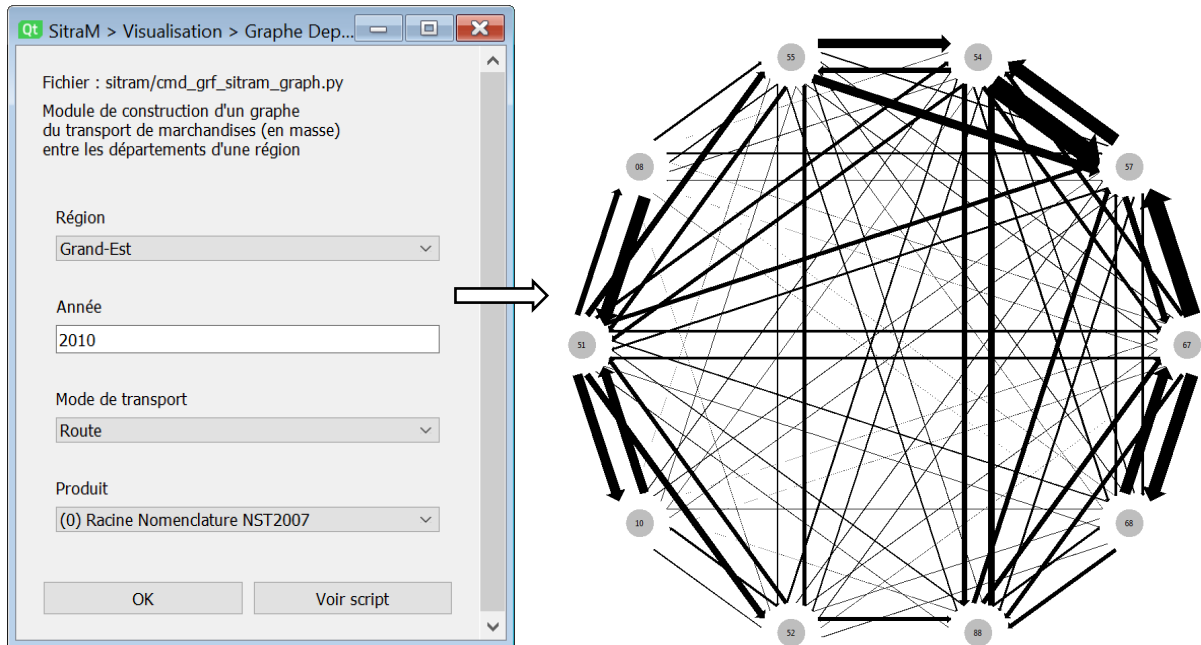 Qt SitraM > Visualisation > Graphe Dep...
Fichier : sitram/cmd_grf_sitram_graph.py
Module de construction d'un graphe
du transport de marchandises (en masse)
entre les départements d'une région
Région
Grand-Est
Année
2010
Mode de transport
Route
Produit
(0) Racine Nomenclature NST2007
OK
Voir script
55
54
08
57
51
67
10
68
52
88